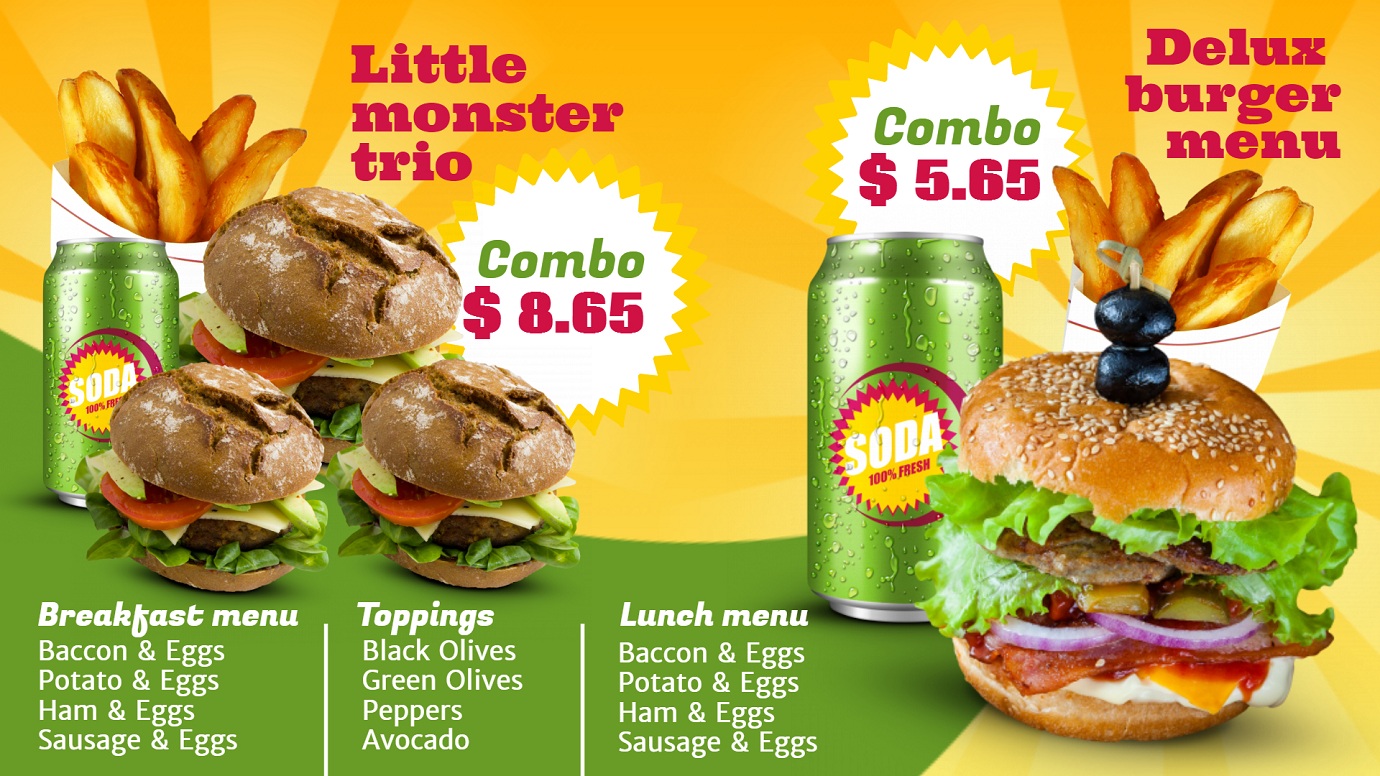 Little
monster
trio
Combo
$ 8.65
SODA
100% FRE
Delux
burger
menu
Combo
$ 5.65
SODA
100% FRESH
Breakfast menu
Baccon & Eggs
Potato & Eggs
Ham & Eggs
Sausage & Eggs
Toppings
Black Olives
Green Olives
Peppers
Avocado
Lunch menu
Baccon & Eggs
Potato & Eggs
Ham & Eggs
Sausage & Eggs